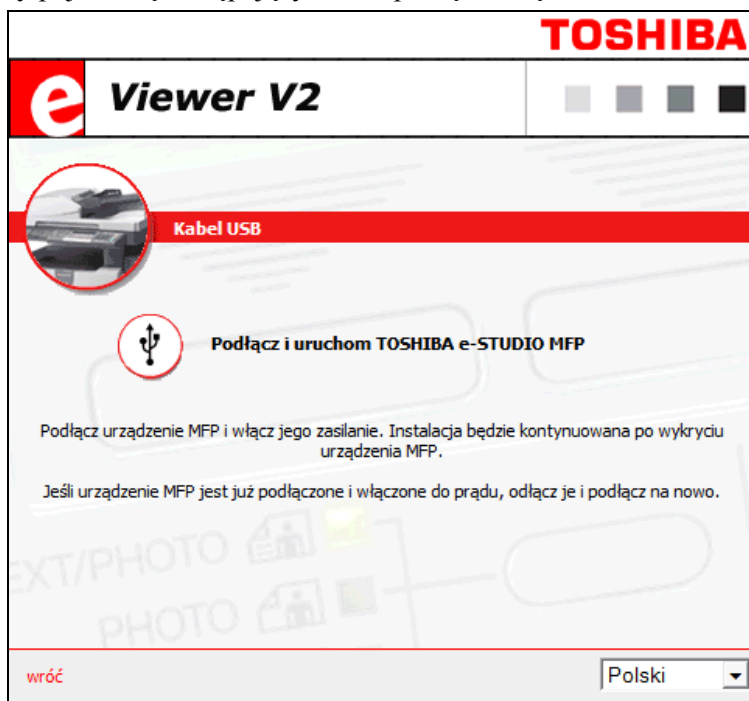 TOSHIBA
e Viewer V2
Kabel USB
Podłącz i uruchom TOSHIBA e-STUDIO MFP
Podłącz urządzenie MFP i włącz jego zasilanie. Instalacja będzie kontynuowana po wykryciu
urządzenia MFP.
Jeśli urządzenie MFP jest już podłączone i włączone do prądu, odłącz je i podłącz na nowo.
EXT/PHOTO
PHOTO
wróć
Polski